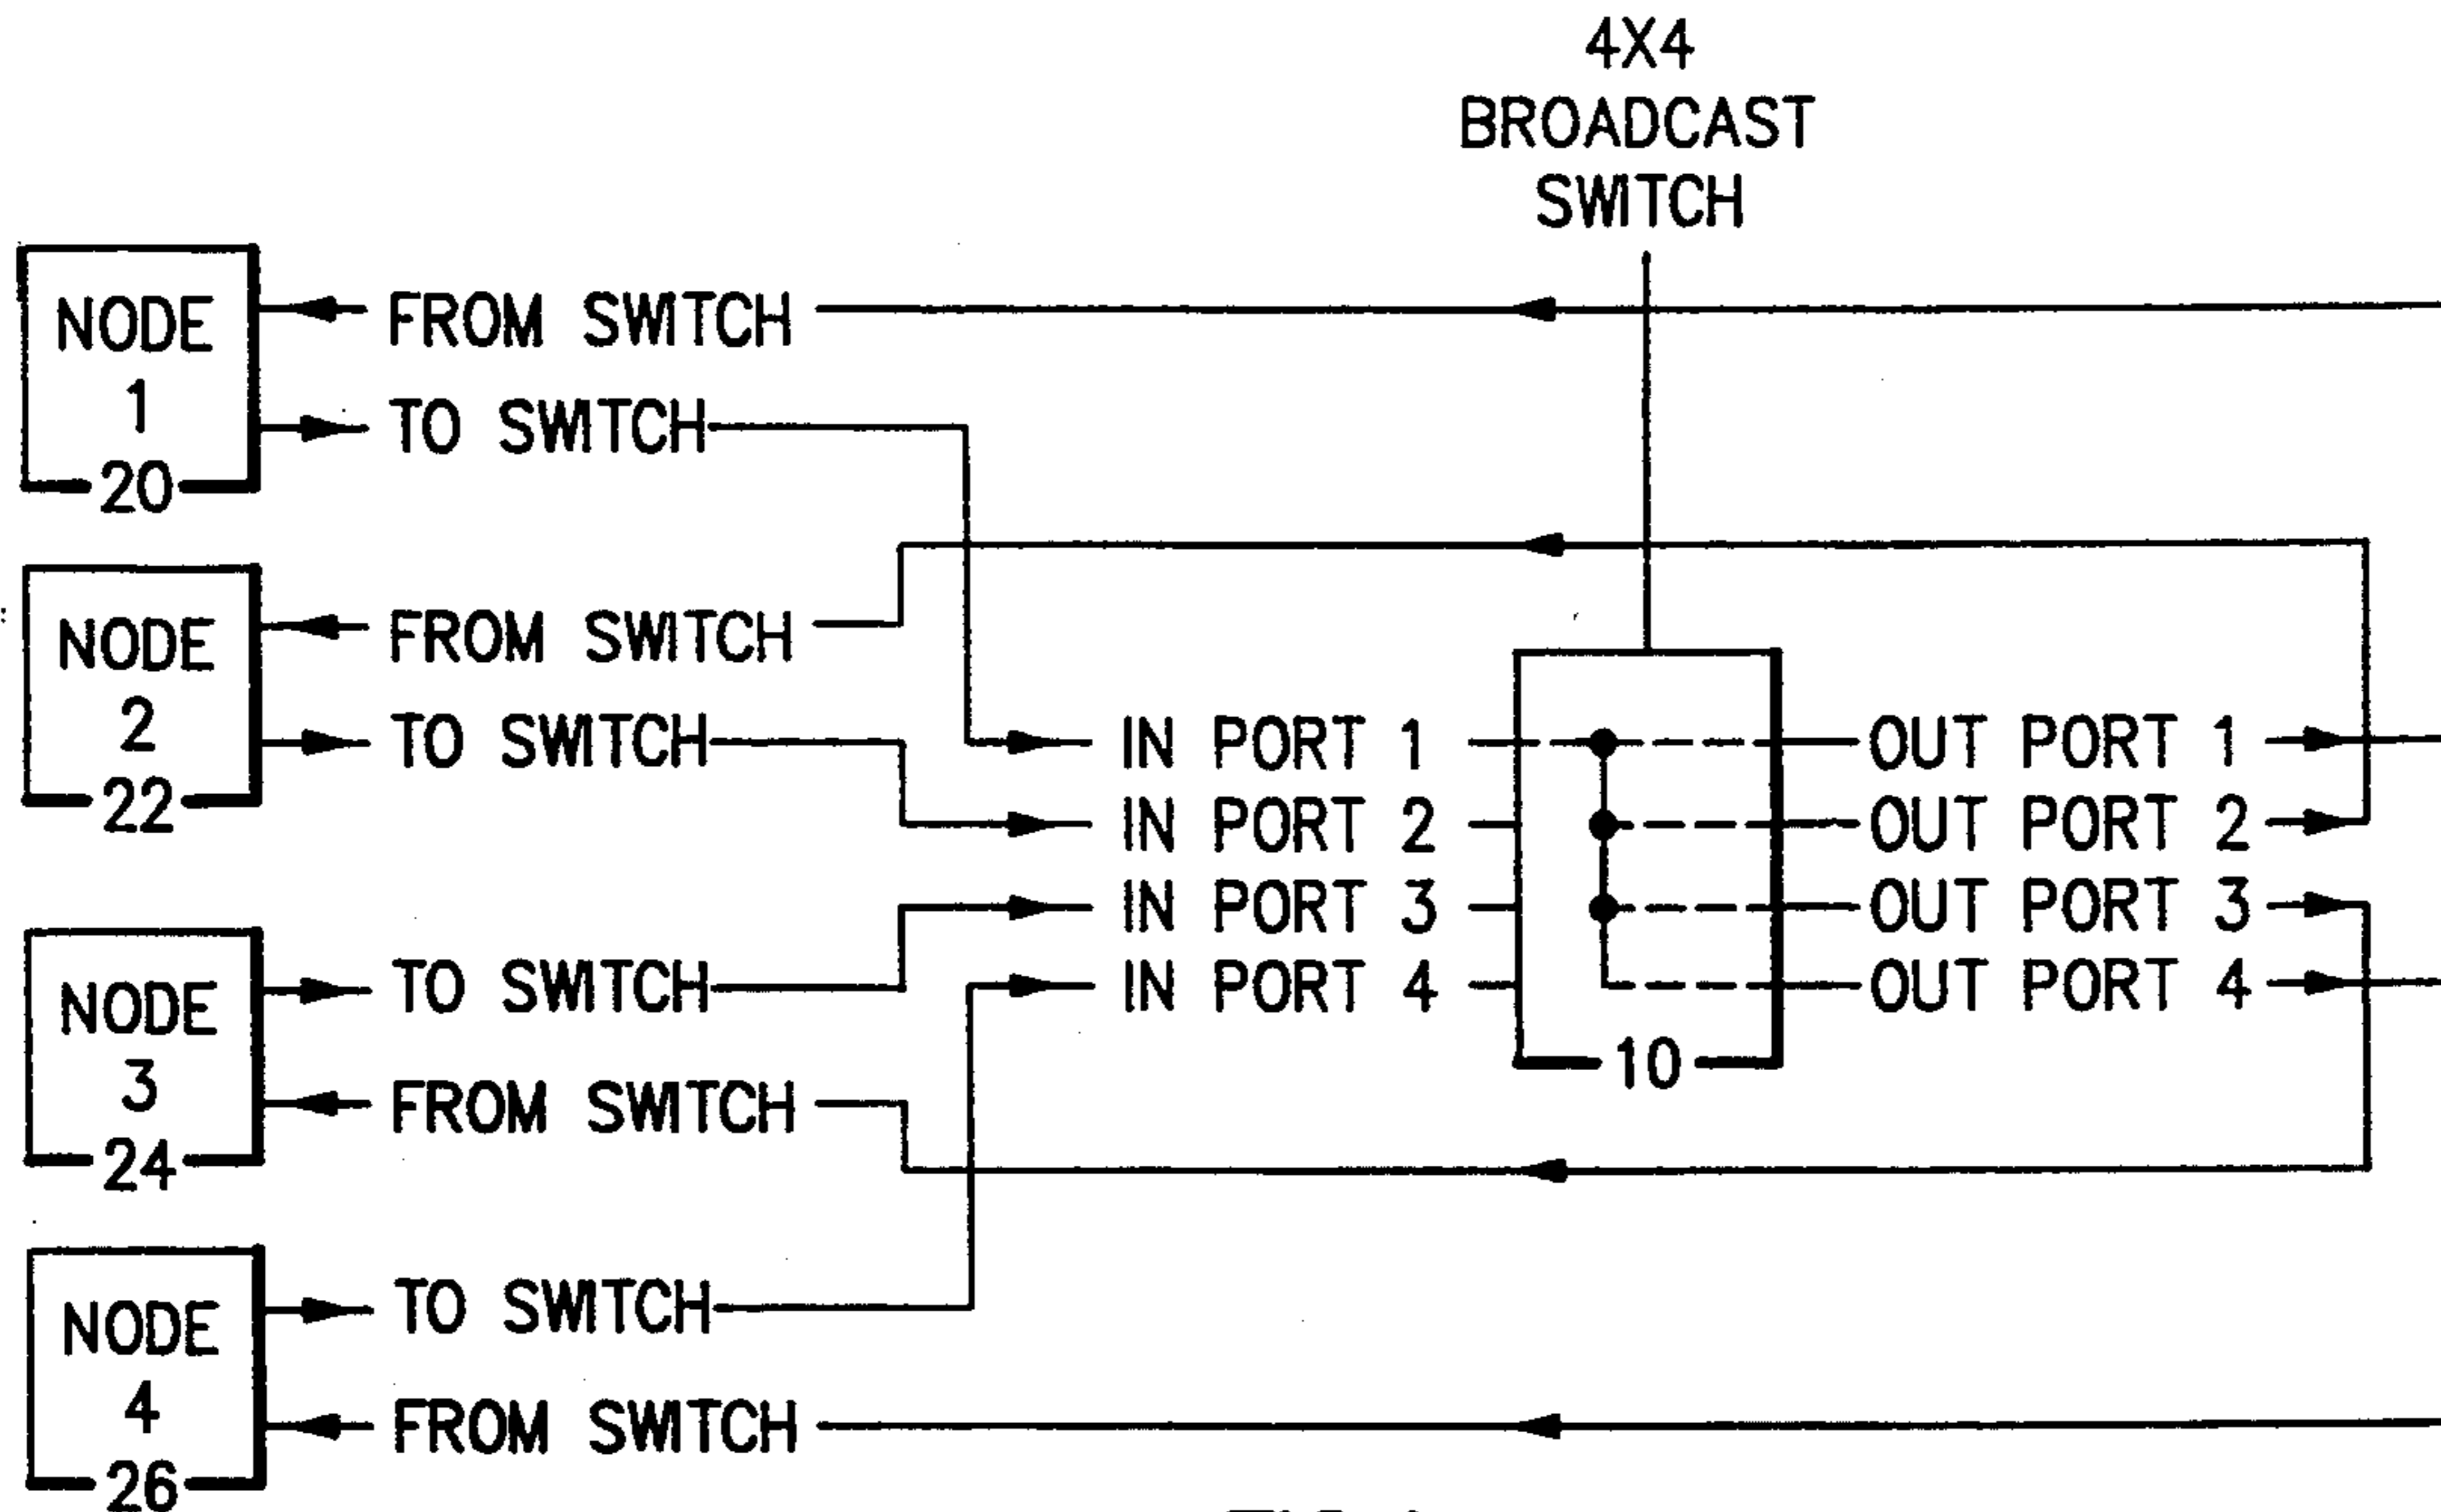 4X4
BROADCAST
SWITCH
NODE
1
20
FROM SWITCH
TO SWITCH
NODE
2
22
FROM SWITCH
TO SWITCH
NODE
3
24
TO SWITCH
FROM SWITCH
NODE
4
26
TO SWITCH
FROM SWITCH
IN PORT 1
IN PORT 2
IN PORT 3
IN PORT 4
10
OUT PORT 1
OUT PORT 2
OUT PORT 3
OUT PORT 4